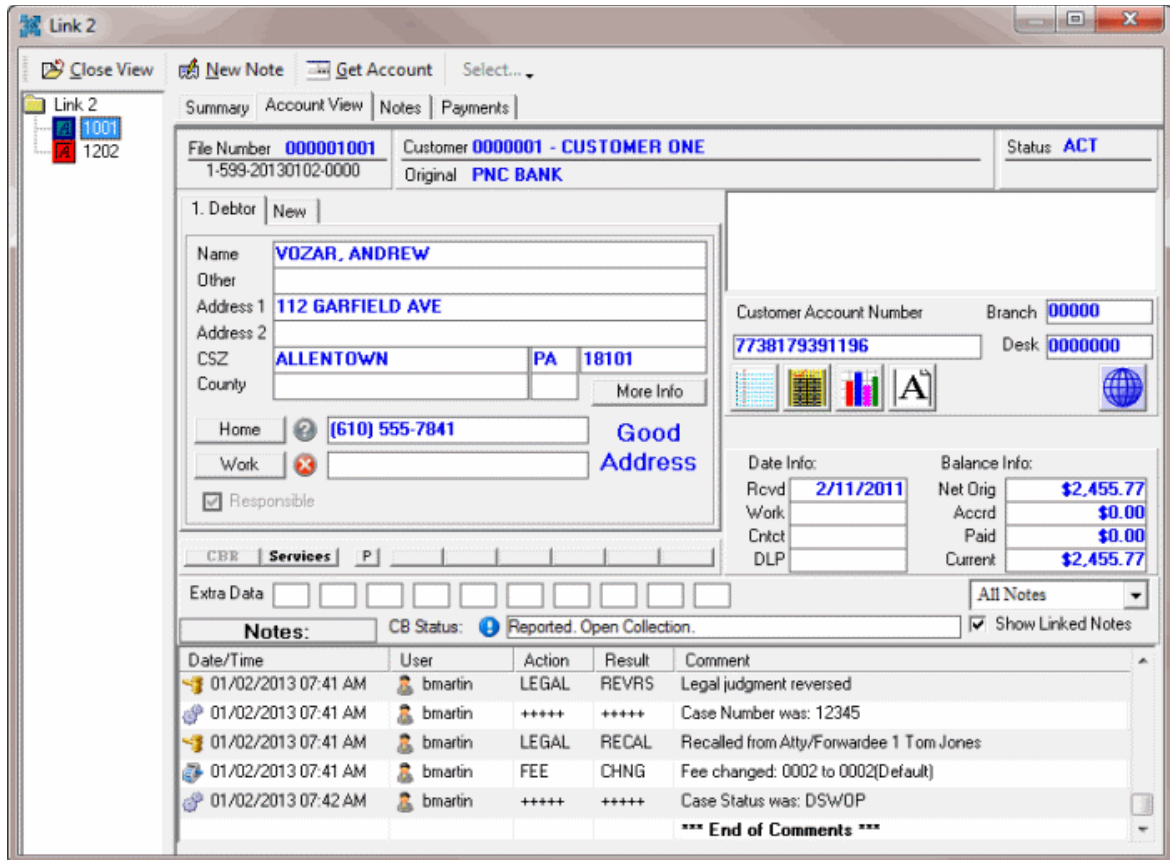 Link 2
Close View New Note Get Account Select...
Link 2
1001
1202
Summary Account View Notes Payments
File Number 000001001 Customer 0000001 - CUSTOMER ONE Status ACT
1-599-20130102-0000 Original PNC BANK
1. Debtor New
Name VOZAR, ANDREW
Other
Address 1 112 GARFIELD AVE
Address 2
CSZ ALLENTOWN PA 18101
County More Info
Home (610) 555-7841 Good
Work Address
Responsible
Customer Account Number Branch 00000
7738179391196 Desk 0000000
A
Date Info: Balance Info:
Rcvd 2/11/2011 Net Orig $2,455.77
Work Accrd $0.00
Cntct Paid $0.00
DLP Current $2,455.77
CBR Services P
Extra Data All Notes
Notes: CB Status: Reported. Open Collection. Show Linked Notes
Date/Time User Action Result Comment
01/02/2013 07:41 AM bmartin LEGAL REVRS Legal judgment reversed
01/02/2013 07:41 AM bmartin +++++ +++++ Case Number was: 12345
01/02/2013 07:41 AM bmartin LEGAL RECAL Recalled from Atty/Forwardee 1 Tom Jones
01/02/2013 07:41 AM bmartin FEE CHNG Fee changed: 0002 to 0002(Default)
01/02/2013 07:42 AM bmartin +++++ +++++ Case Status was: DSWOP
*** End of Comments ***